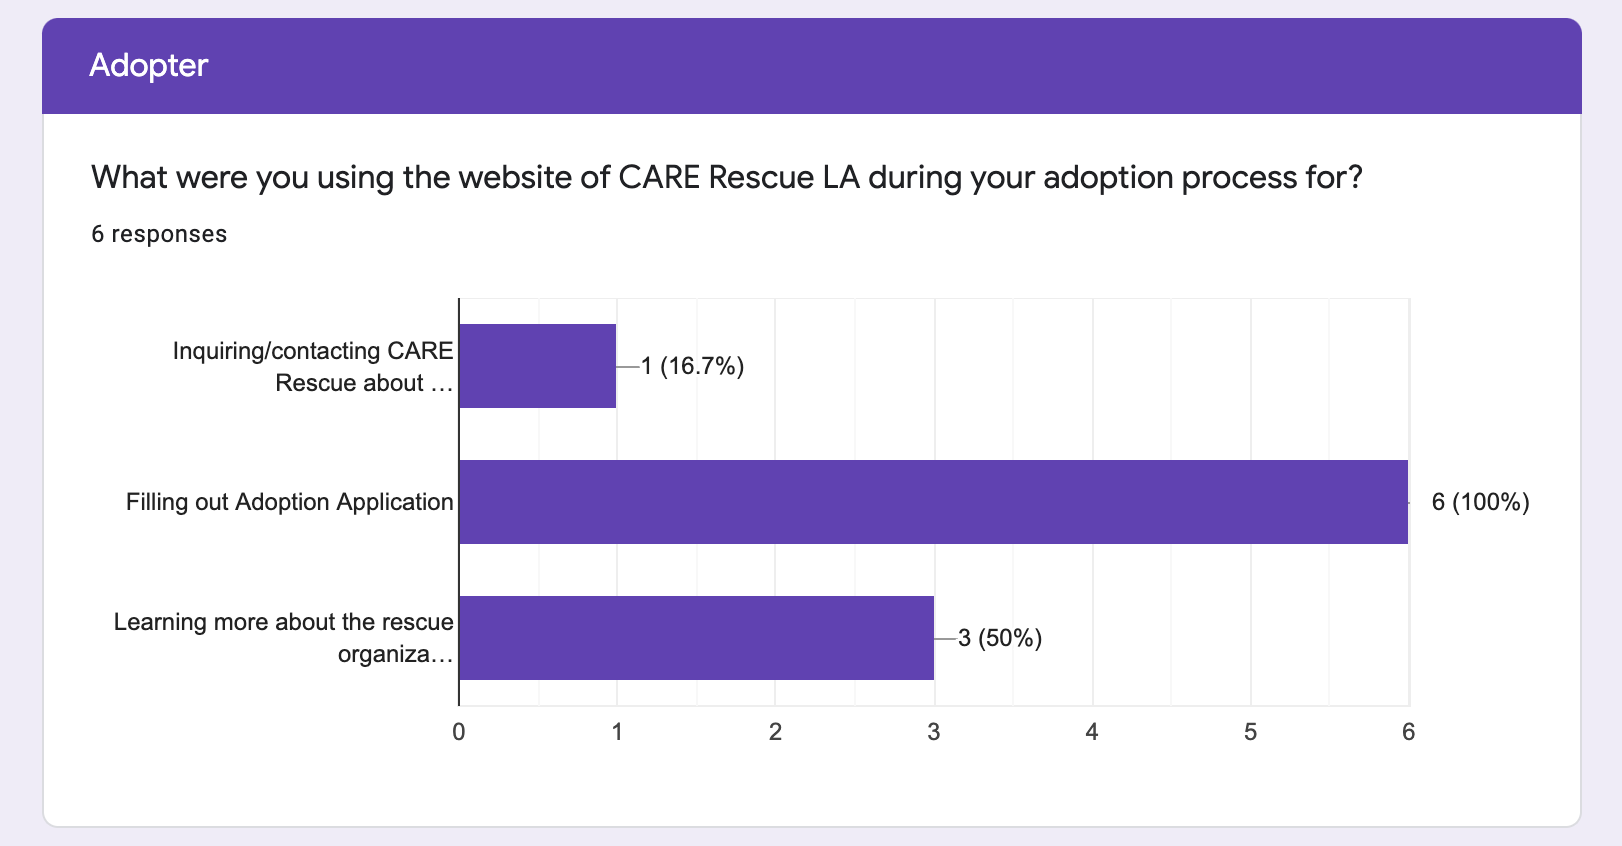 Adopter
What were you using the website of CARE Rescue LA during your adoption process for?
6 responses
Inquiring/contacting CARE
Rescue about …
1 (16.7%)
Filling out Adoption Application
6 (100%)
Learning more about the rescue
organiza…
3 (50%)
0 1 2 3 4 5 6